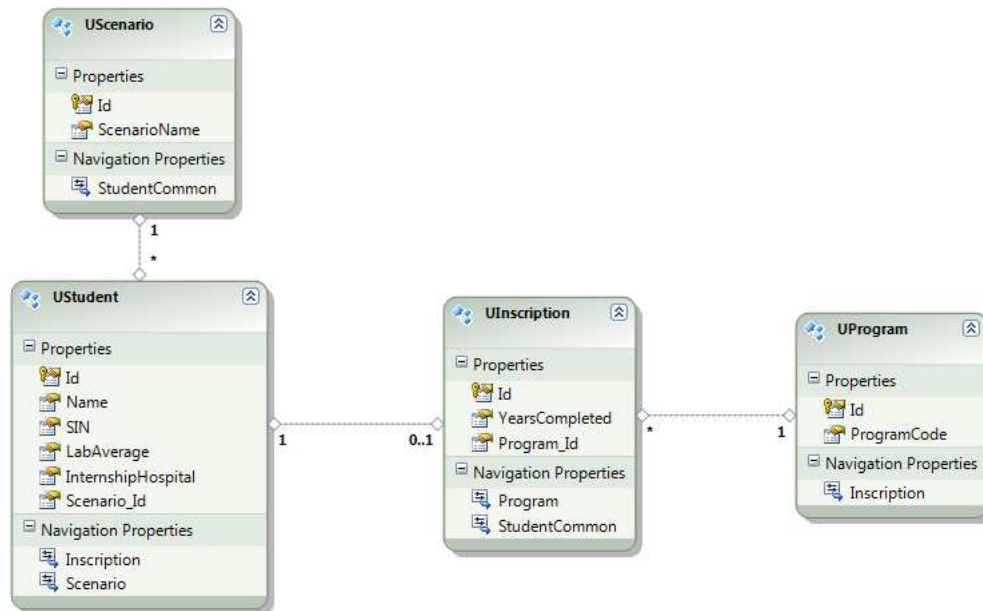 UScenario
Properties
Id
ScenarioName
Navigation Properties
StudentCommon
1
*
UStudent
Properties
Id
Name
SIN
LabAverage
InternshipHospital
Scenario_Id
Navigation Properties
Inscription
Scenario
1
0..1
UInscription
Properties
Id
YearsCompleted
Program_Id
Navigation Properties
Program
StudentCommon
*
1
UProgram
Properties
Id
ProgramCode
Navigation Properties
Inscription